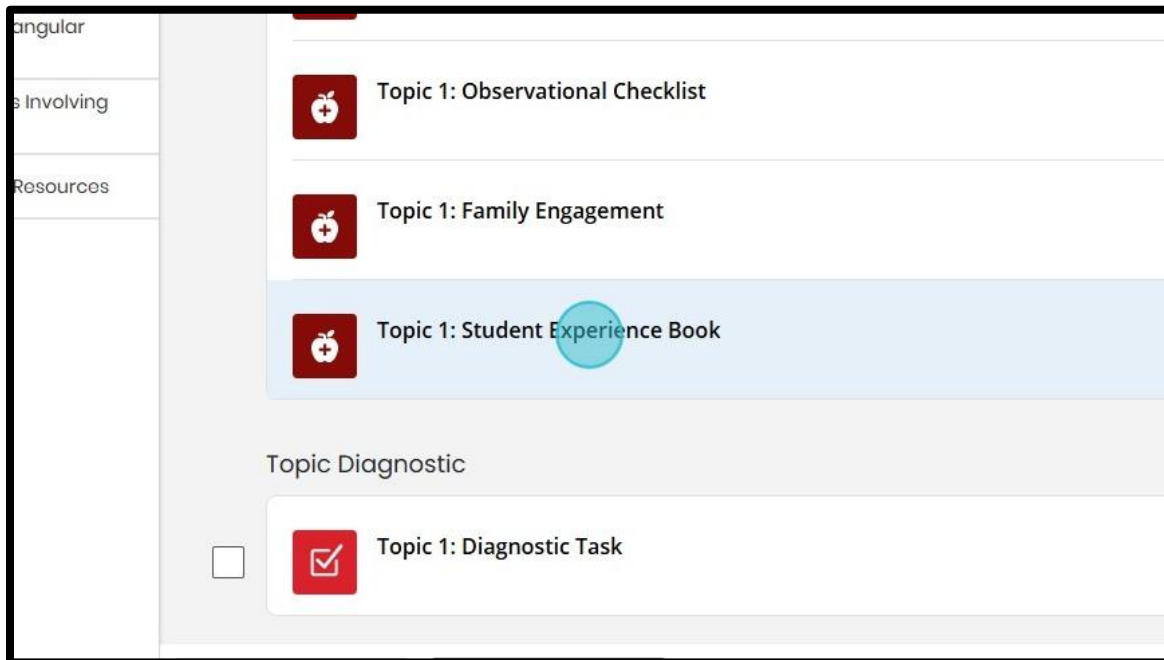 angular
s Involving
Resources
Topic 1: Observational Checklist
Topic 1: Family Engagement
Topic 1: Student Experience Book
Topic Diagnostic
Topic 1: Diagnostic Task